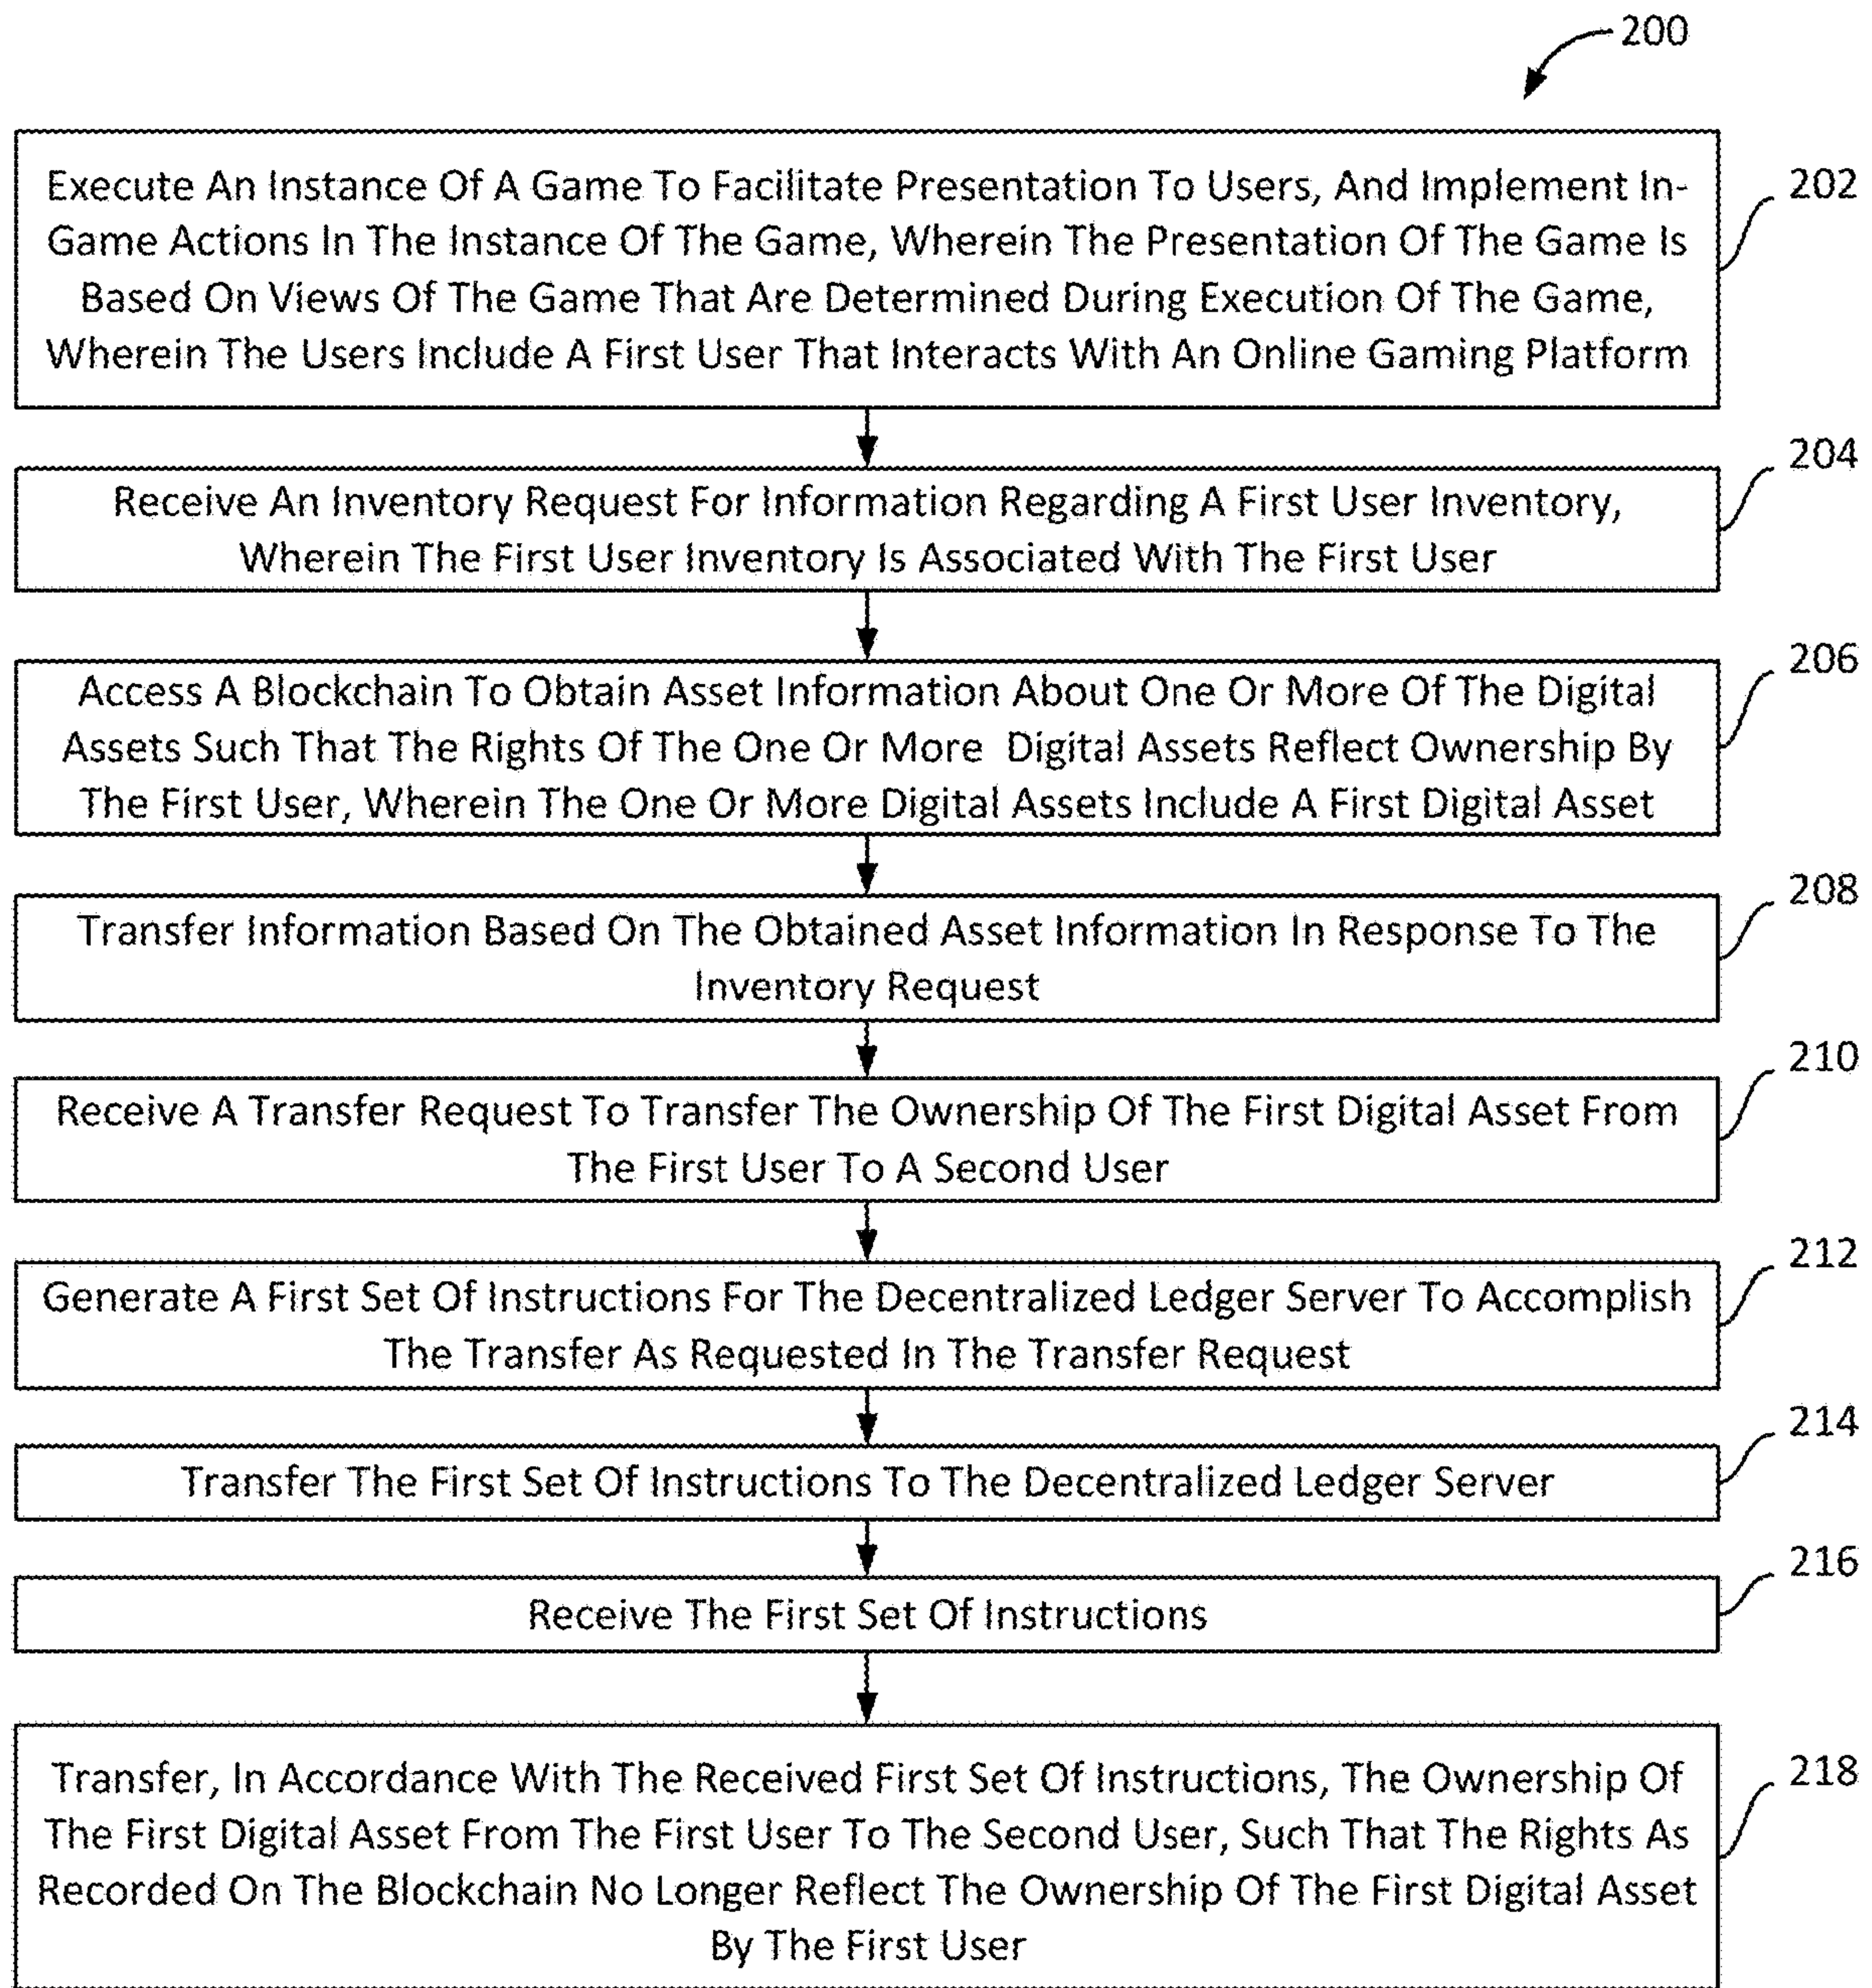 200
Execute An Instance Of A Game To Facilitate Presentation To Users, And Implement In-
Game Actions In The Instance Of The Game, Wherein The Presentation Of The Game Is
Based On Views Of The Game That Are Determined During Execution Of The Game,
Wherein The Users Include A First User That Interacts With An Online Gaming Platform
202
Receive An Inventory Request For Information Regarding A First User Inventory,
Wherein The First User Inventory Is Associated With The First User
204
Access A Blockchain To Obtain Asset Information About One Or More Of The Digital
Assets Such That The Rights Of The One Or More Digital Assets Reflect Ownership By
The First User, Wherein The One Or More Digital Assets Include A First Digital Asset
206
Transfer Information Based On The Obtained Asset Information In Response To The
Inventory Request
208
Receive A Transfer Request To Transfer The Ownership Of The First Digital Asset From
The First User To A Second User
210
Generate A First Set Of Instructions For The Decentralized Ledger Server To Accomplish
The Transfer As Requested In The Transfer Request
212
Transfer The First Set Of Instructions To The Decentralized Ledger Server
214
Receive The First Set Of Instructions
216
Transfer, In Accordance With The Received First Set Of Instructions, The Ownership Of
The First Digital Asset From The First User To The Second User, Such That The Rights As
Recorded On The Blockchain No Longer Reflect The Ownership Of The First Digital Asset
By The First User
218